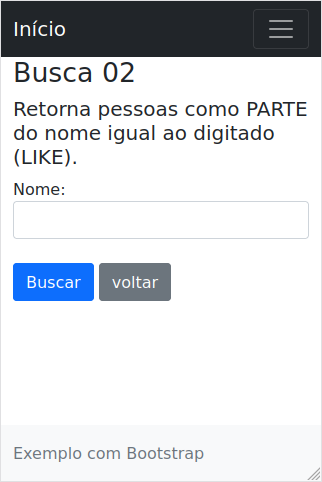 Início
Busca 02
Retorna pessoas como PARTE
do nome igual ao digitado
(LIKE).
Nome:
Buscar voltar
Exemplo com Bootstrap